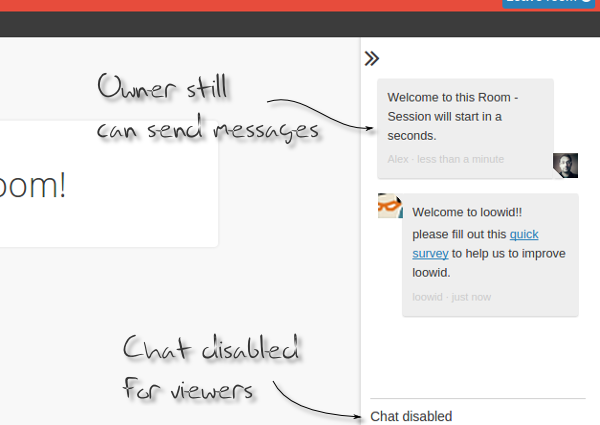 Owner still
can send messages
oom!
Welcome to this Room -
Session will start in a
seconds.
Alex · less than a minute
Welcome to loowid!!
please fill out this quick
survey to help us to improve
loowid.
loowid · just now
Chat disabled
for viewers
Chat disabled